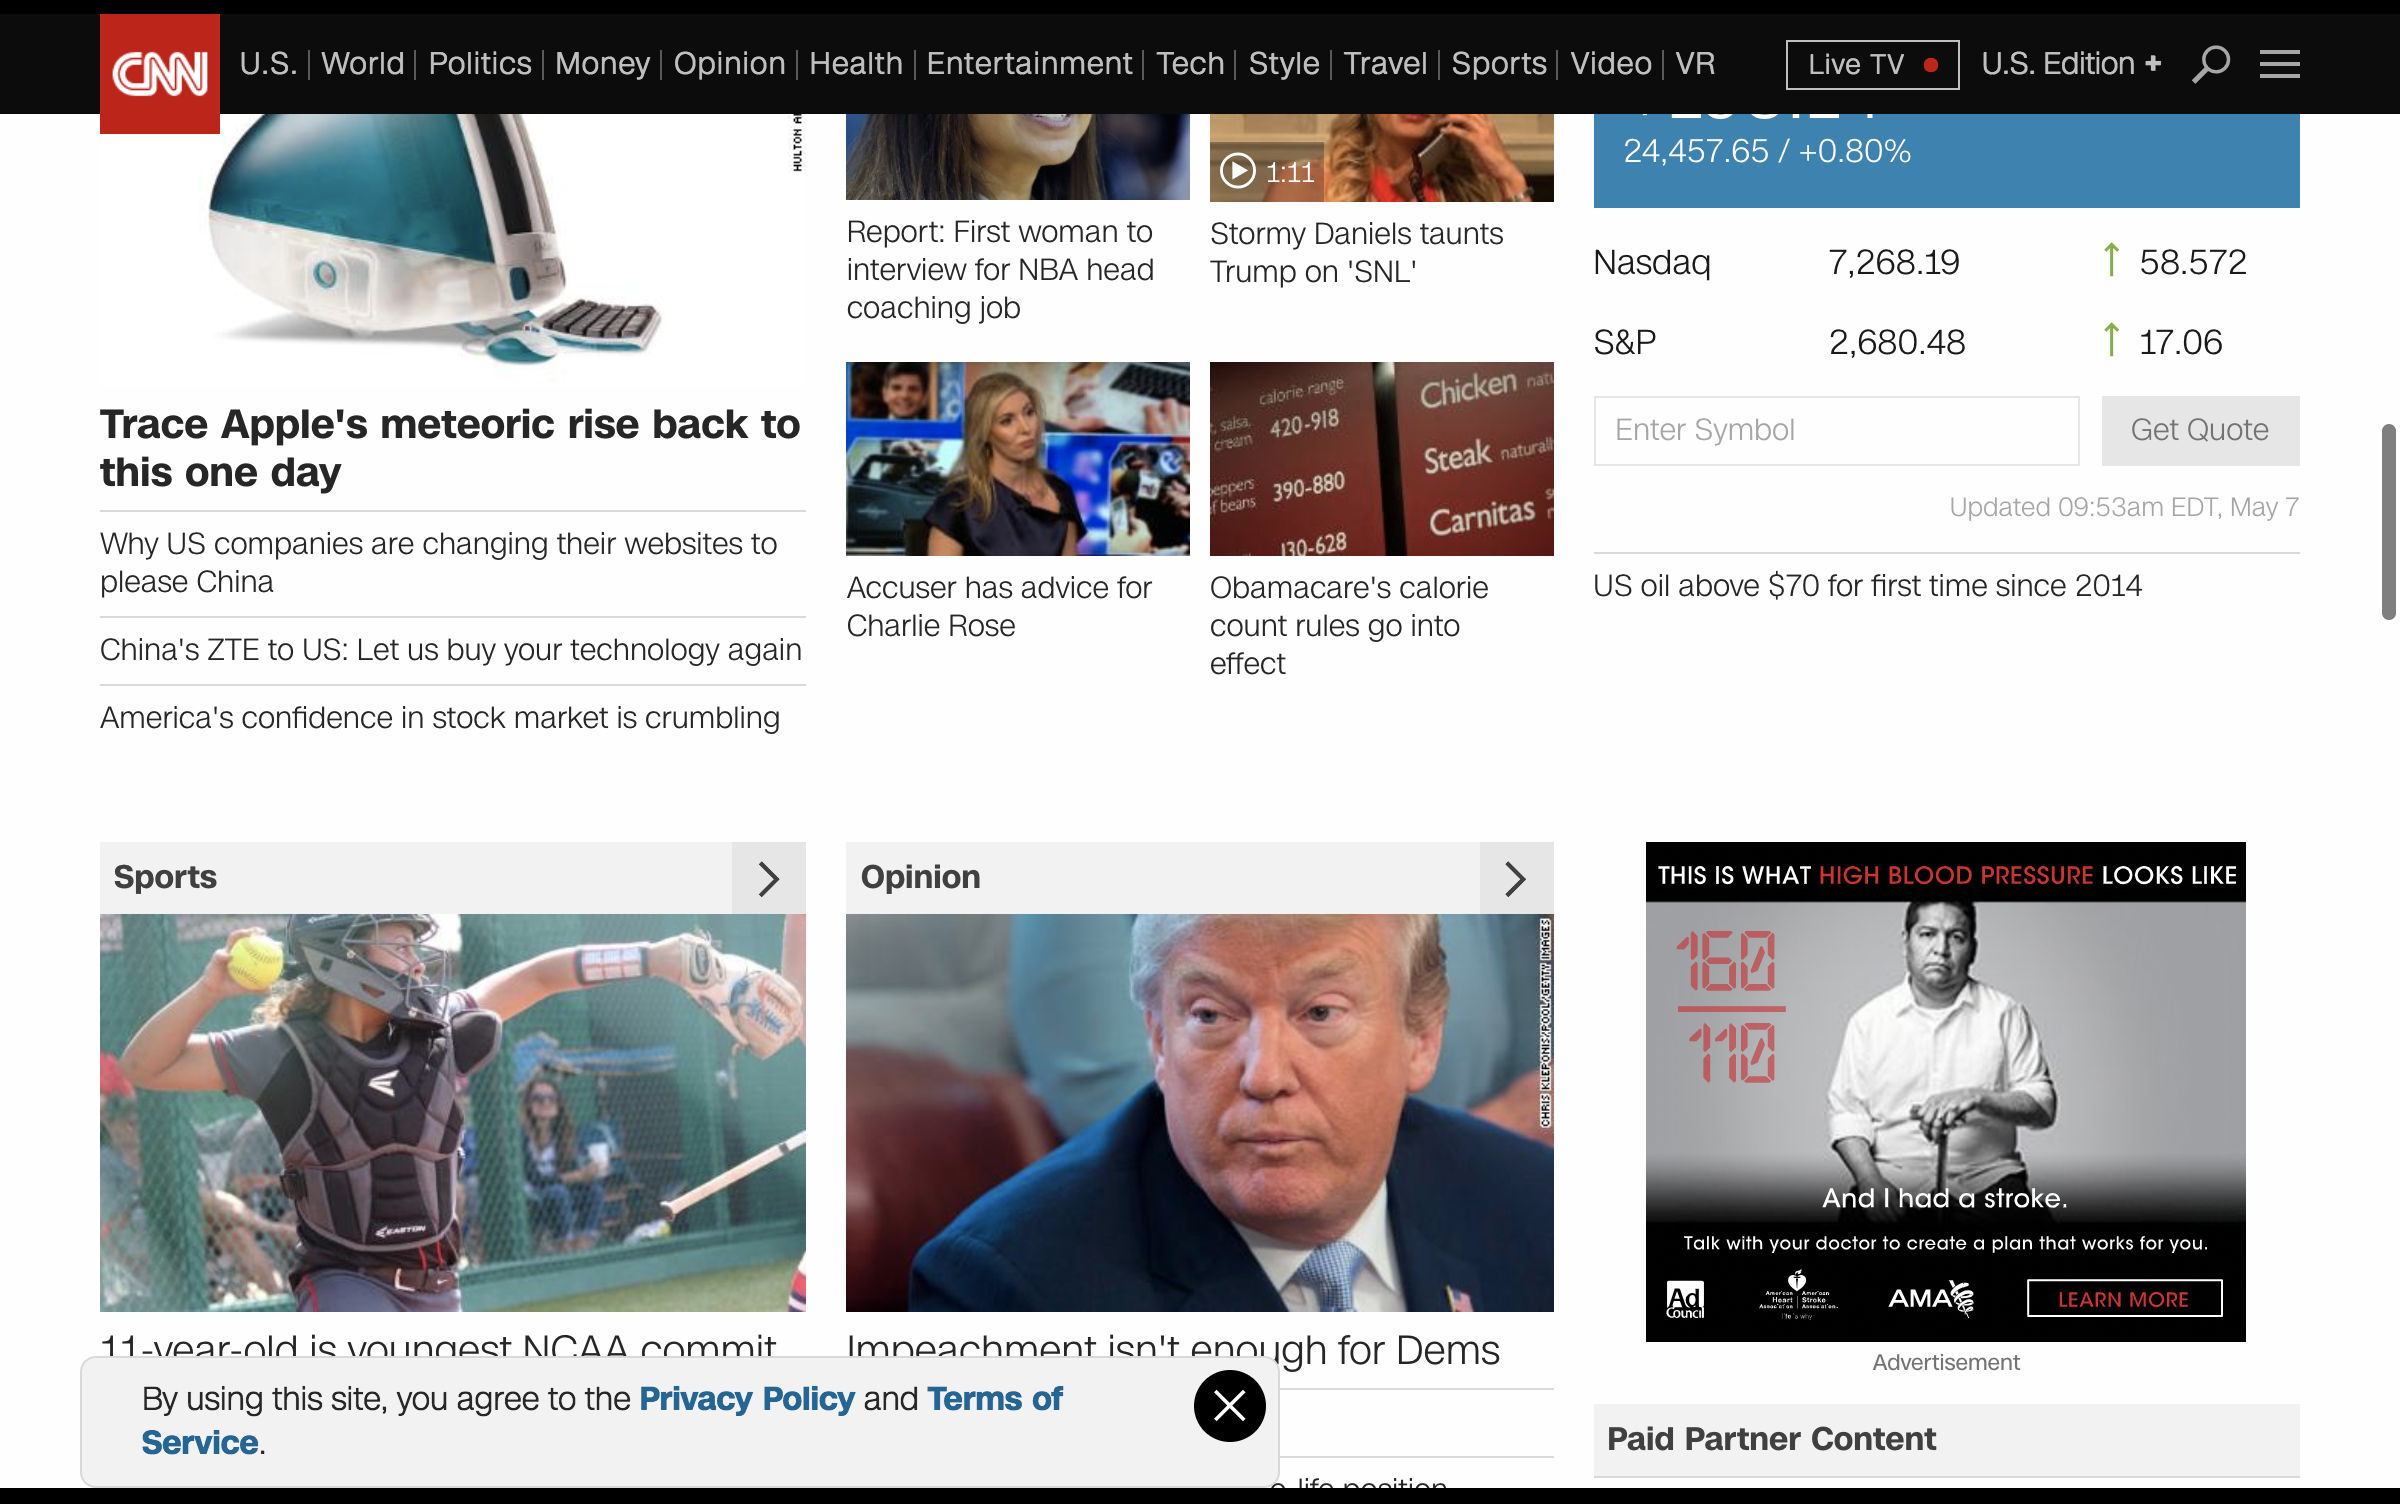 CNN
U.S.
World
Politics
Money
Opinion
Health
Entertainment
Tech
Style
Travel
Sports
Video
VR
Live TV
U.S. Edition +
HULTON
Trace Apple's meteoric rise back to
this one day
Why US companies are changing their websites to
please China
China's ZTE to US: Let us buy your technology again
America's confidence in stock market is crumbling
Report: First woman to
interview for NBA head
coaching job
1:11
Stormy Daniels taunts
Trump on 'SNL'
Accuser has advice for
Charlie Rose
calorie range
salsa,
cream
420-918
390-880
of beans
130-628
Chicken
Steak
Carnitas
Obamacare's calorie
count rules go into
effect
24,457.65 / +0.80%
Nasdaq 7,268.19 ↑ 58.572
S&P 2,680.48 ↑ 17.06
Enter Symbol
Get Quote
Updated 09:53am EDT, May 7
US oil above $70 for first time since 2014
Sports
EASTON
11-year-old is youngest NCAA commit
Opinion
CHRIS KLEPONIS/POOL/GETTY IMAGES
Impeachment isn't enough for Dems
life position
THIS IS WHAT HIGH BLOOD PRESSURE LOOKS LIKE
160
110
And I had a stroke.
Talk with your doctor to create a plan that works for you.
Ad
Council
American
Heart
Association
American
Stroke
Association
AMA
LEARN MORE
Advertisement
Paid Partner Content
By using this site, you agree to the Privacy Policy and Terms of
Service.